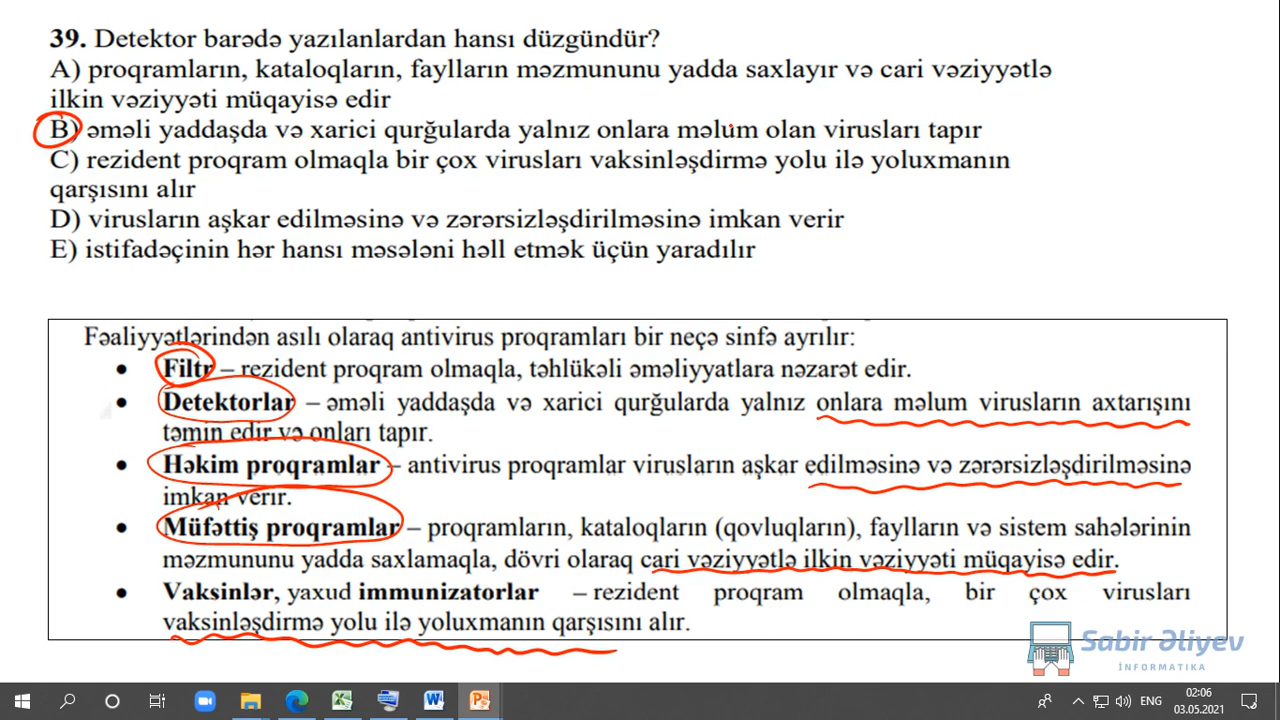 39. Detektor barədə yazılanlardan hansı düzgündür?
A) proqramların, kataloqların, faylların məzmununu yadda saxlayır və cari vəziyyətlə
ilkin vəziyyəti müqayisə edir
B) əməli yaddaşda və xarici qurğularda yalnız onlara məlum olan virusları tapır
C) rezident proqram olmaqla bir çox virusları vaksinləşdirmə yolu ilə yoluxmanın
qarşısını alır
D) virusların aşkar edilməsinə və zərərsizləşdirilməsinə imkan verir
E) istifadəçinin hər hansı məsələni həll etmək üçün yaradılır
Fəaliyyətlərindən asılı olaraq antivirus proqramları bir neçə sinfə ayrılır:
• Filtr – rezident proqram olmaqla, təhlükəli əməliyyatlara nəzarət edir.
• Detektorlar – əməli yaddaşda və xarici qurğularda yalnız onlara məlum virusların axtarışını
təmin edir və onları tapır.
• Həkim proqramlar – antivirus proqramlar virusların aşkar edilməsinə və zərərsizləşdirilməsinə
imkan verir.
• Müfəttiş proqramlar – proqramların, kataloqların (qovluqların), faylların və sistem sahələrinin
məzmununu yadda saxlamaqla, dövri olaraq cari vəziyyətlə ilkin vəziyyəti müqayisə edir.
• Vaksinlər, yaxud immunizatorlar – rezident proqram olmaqla, bir çox virusları
vaksinləşdirmə yolu ilə yoluxmanın qarşısını alır.
Sabir Əliyev
İNFORMATIKA
ENG
02:06
03.05.2021